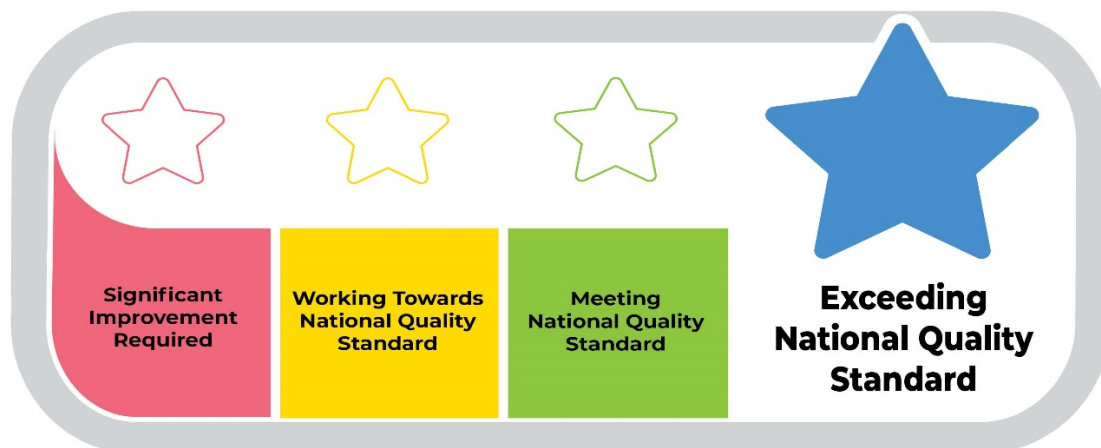 Significant
Improvement
Required
Working Towards
National Quality
Standard
Meeting
National Quality
Standard
Exceeding
National Quality
Standard